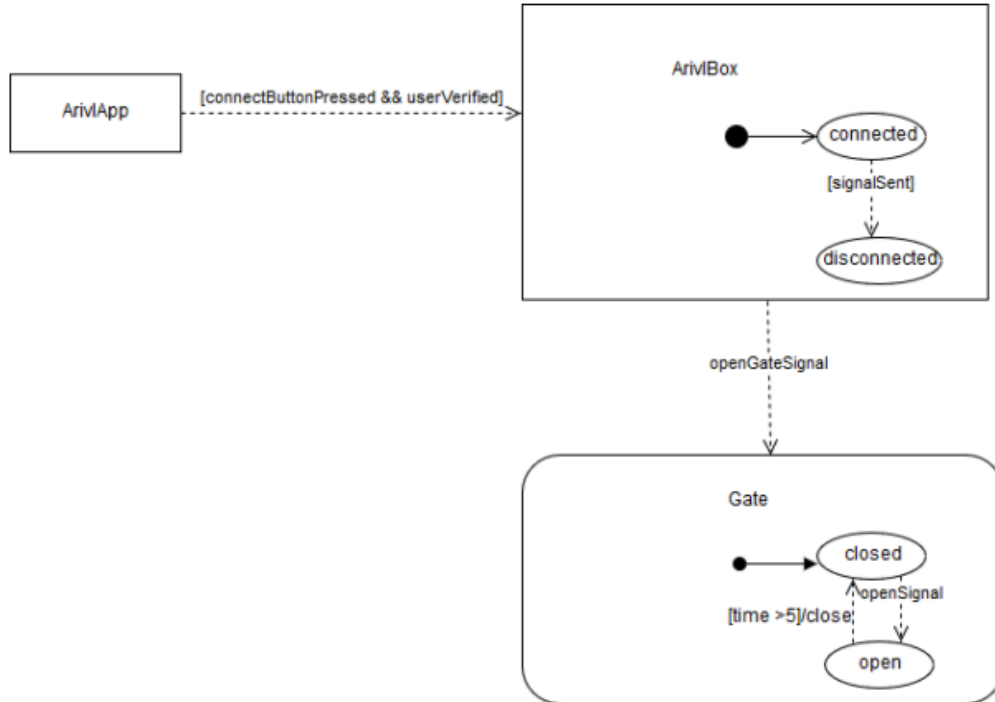 ArivlBox
ArivlApp
[connectButtonPressed && userVerified]
connected
[signalSent]
disconnected
openGateSignal
Gate
closed
openSignal
[time >5]/close
open